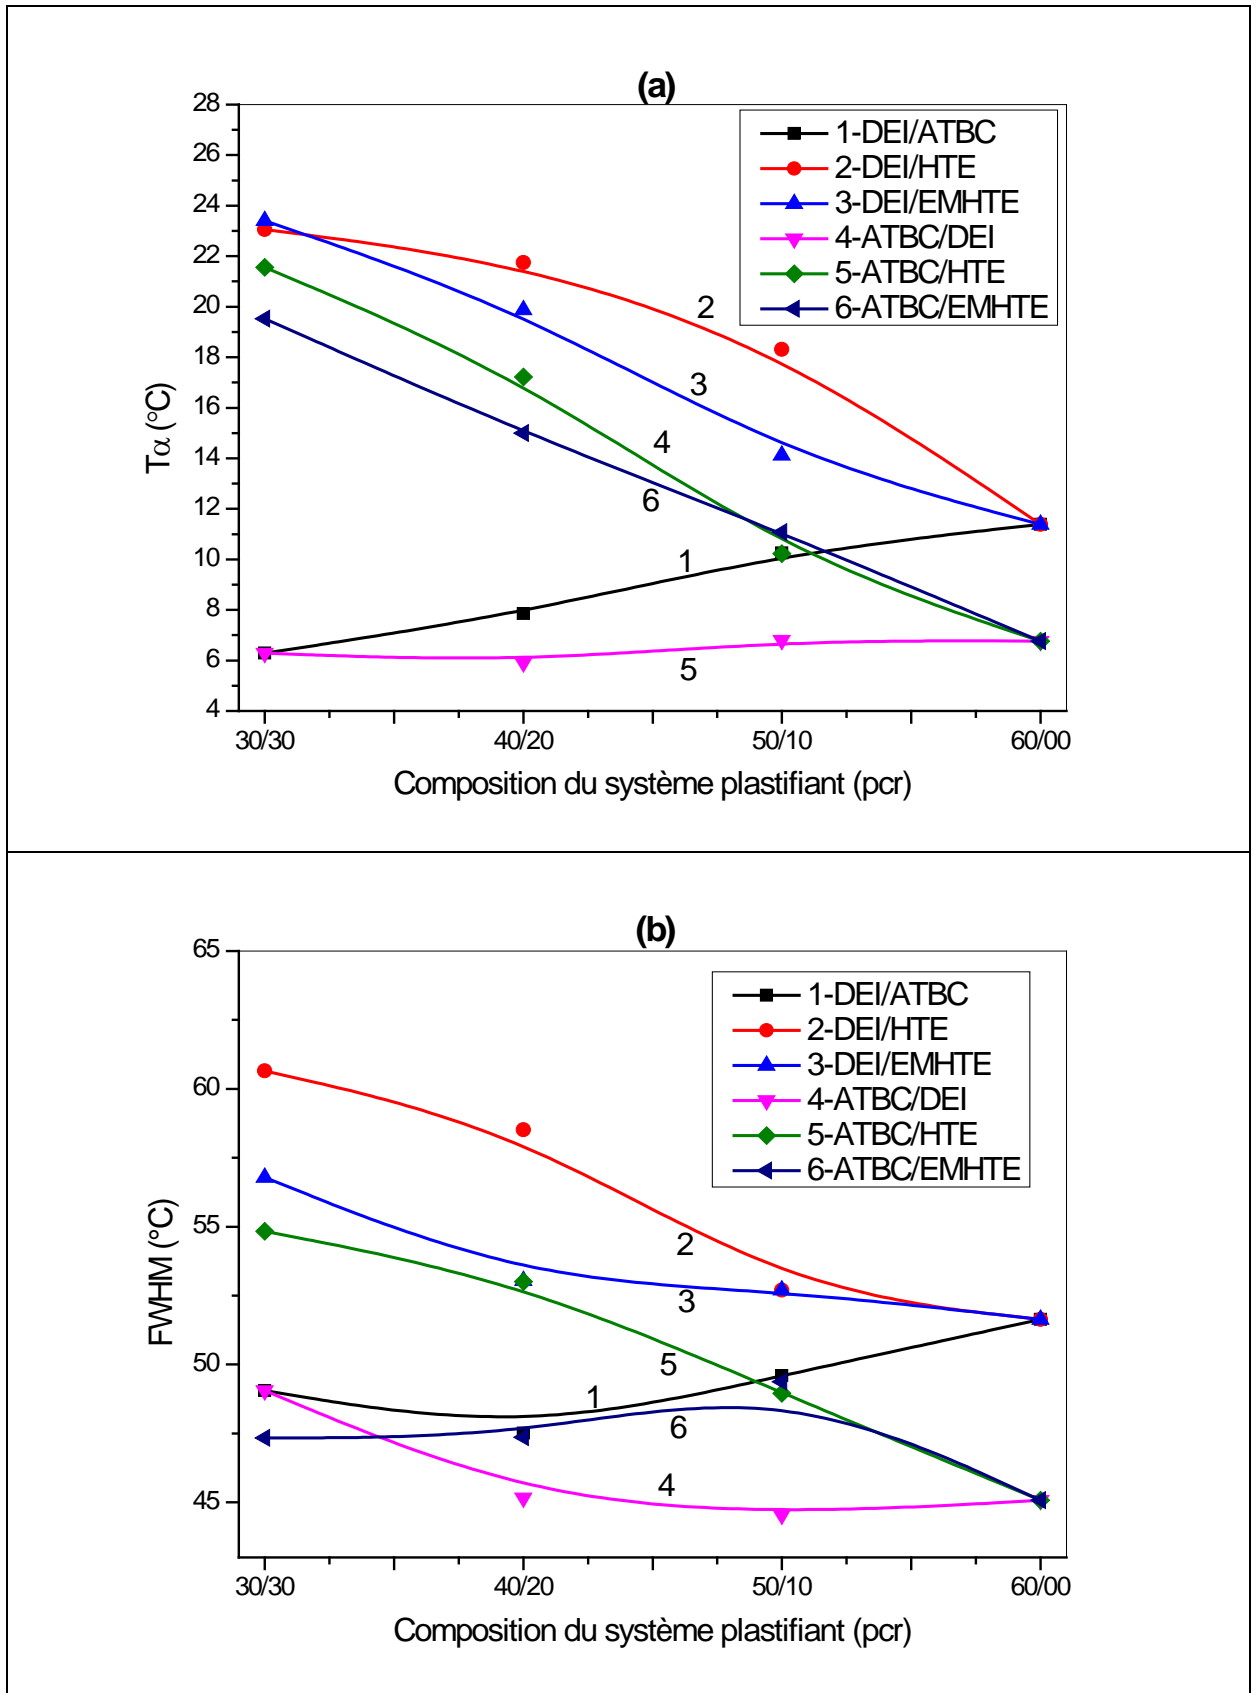 (a)
28
26
24
22
20
18
16
14
12
10
8
6
4
Tα (°C)
1-DEI/ATBC
2-DEI/HTE
3-DEI/EMHTE
4-ATBC/DEI
5-ATBC/HTE
6-ATBC/EMHTE
2
3
4
6
1
5
30/30 40/20 50/10 60/00
Composition du système plastifiant (pcr)
(b)
65
60
55
50
45
FWHM (°C)
1-DEI/ATBC
2-DEI/HTE
3-DEI/EMHTE
4-ATBC/DEI
5-ATBC/HTE
6-ATBC/EMHTE
2
3
5
1
6
4
30/30 40/20 50/10 60/00
Composition du système plastifiant (pcr)